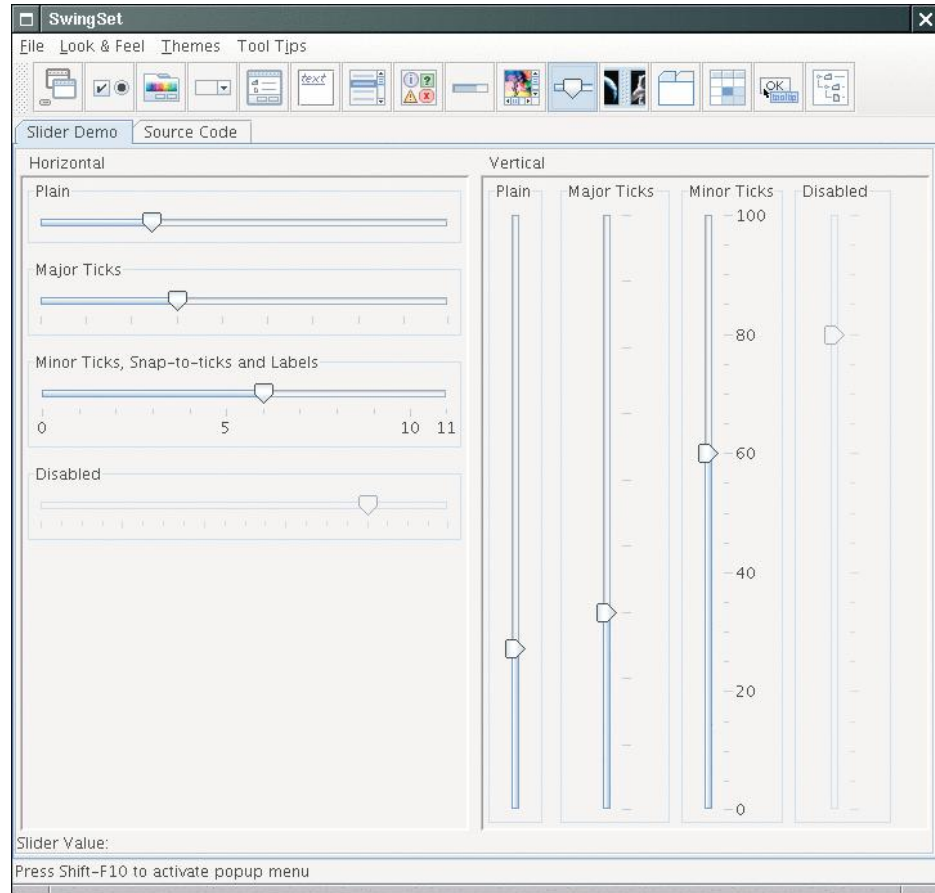 SwingSet
File Look & Feel Themes Tool Tips
text
OK
tooltip
Slider Demo Source Code
Horizontal
Plain
Major Ticks
Minor Ticks, Snap-to-ticks and Labels
0 5 10 11
Disabled
Vertical
Plain Major Ticks Minor Ticks Disabled
100
80
60
40
20
0
Slider Value:
Press Shift-F10 to activate popup menu